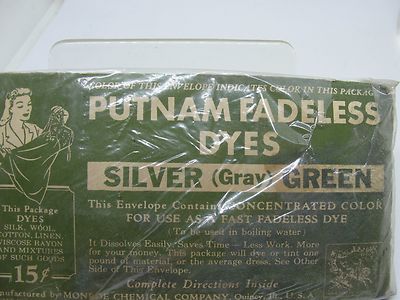 COLOR OF THIS ENVELOPE INDICATES COLOR IN THIS PACKAGE
PUTNAM FADELESS
DYES
SILVER (Gray) GREEN
This Envelope Contains CONCENTRATED COLOR
FOR USE AS A FAST FADELESS DYE
(To be used in boiling water)
It Dissolves Easily, Saves Time – Less Work. More
for your money. This package will dye or tint one
pound of material, or the average dress. See Other
Side of This Envelope.
Complete Directions Inside
Manufactured by MONROE CHEMICAL COMPANY, Quincy, Ill., U.S.A.
This Package
DYES
SILK, WOOL,
COTTON, LINEN,
VISCOSE RAYON
AND MIXTURES
OF SUCH GOODS
15¢